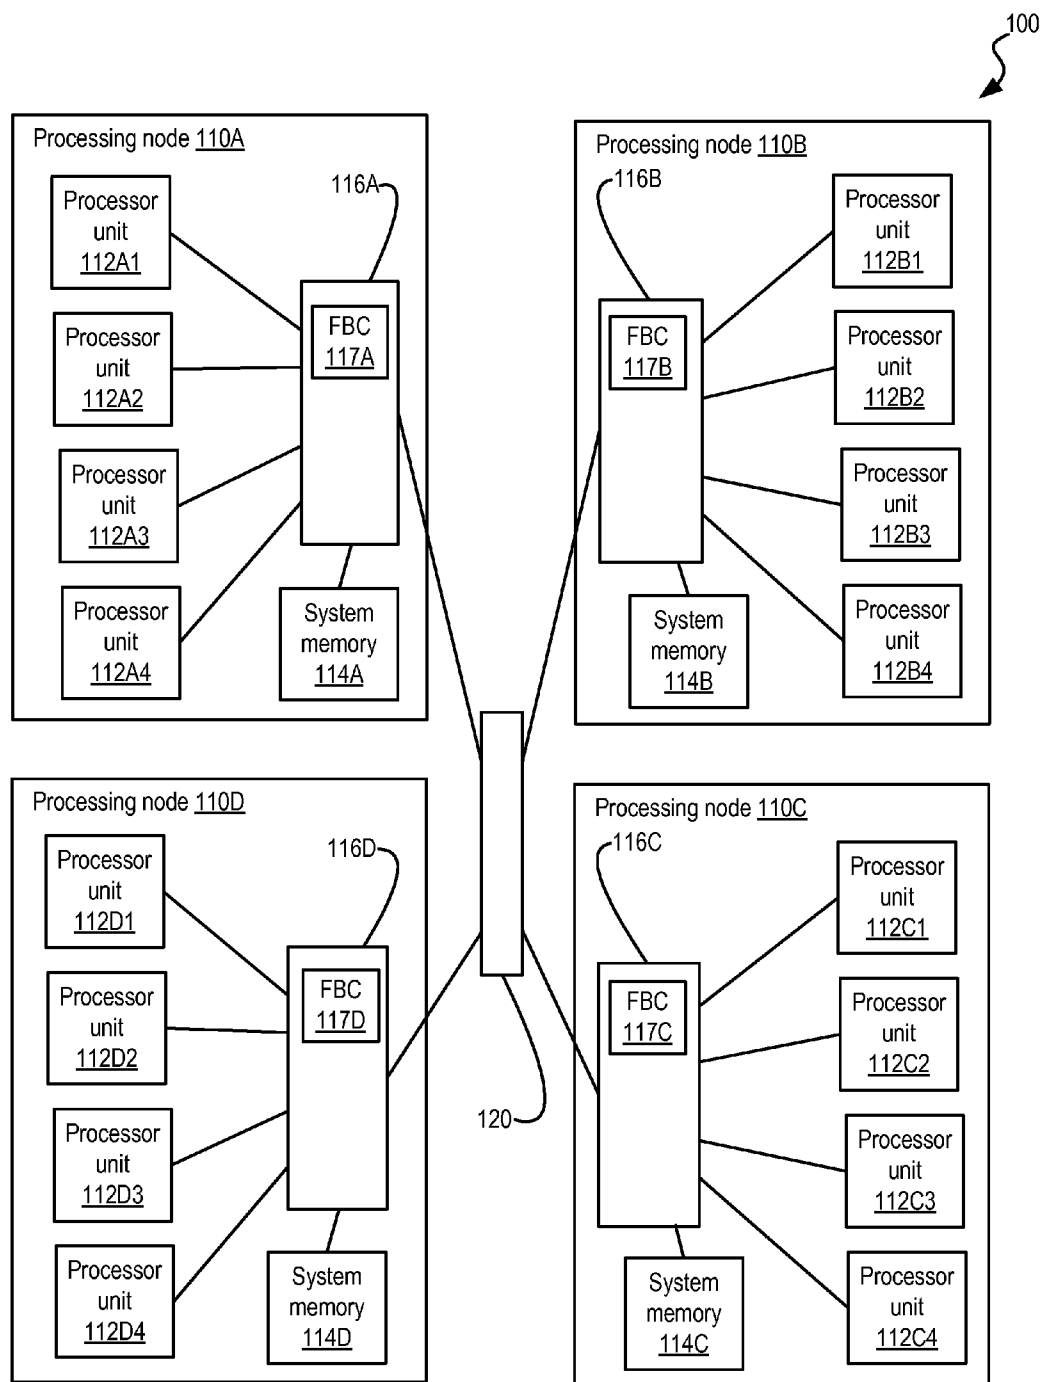 100
Processing node 110A
116A
Processor
unit
112A1
FBC
117A
Processor
unit
112A2
Processor
unit
112A3
Processor
unit
112A4
System
memory
114A
Processing node 110B
116B
Processor
unit
112B1
FBC
117B
Processor
unit
112B2
Processor
unit
112B3
Processor
unit
112B4
System
memory
114B
Processing node 110D
116D
Processor
unit
112D1
FBC
117D
Processor
unit
112D2
Processor
unit
112D3
Processor
unit
112D4
System
memory
114D
120
Processing node 110C
116C
Processor
unit
112C1
FBC
117C
Processor
unit
112C2
Processor
unit
112C3
Processor
unit
112C4
System
memory
114C